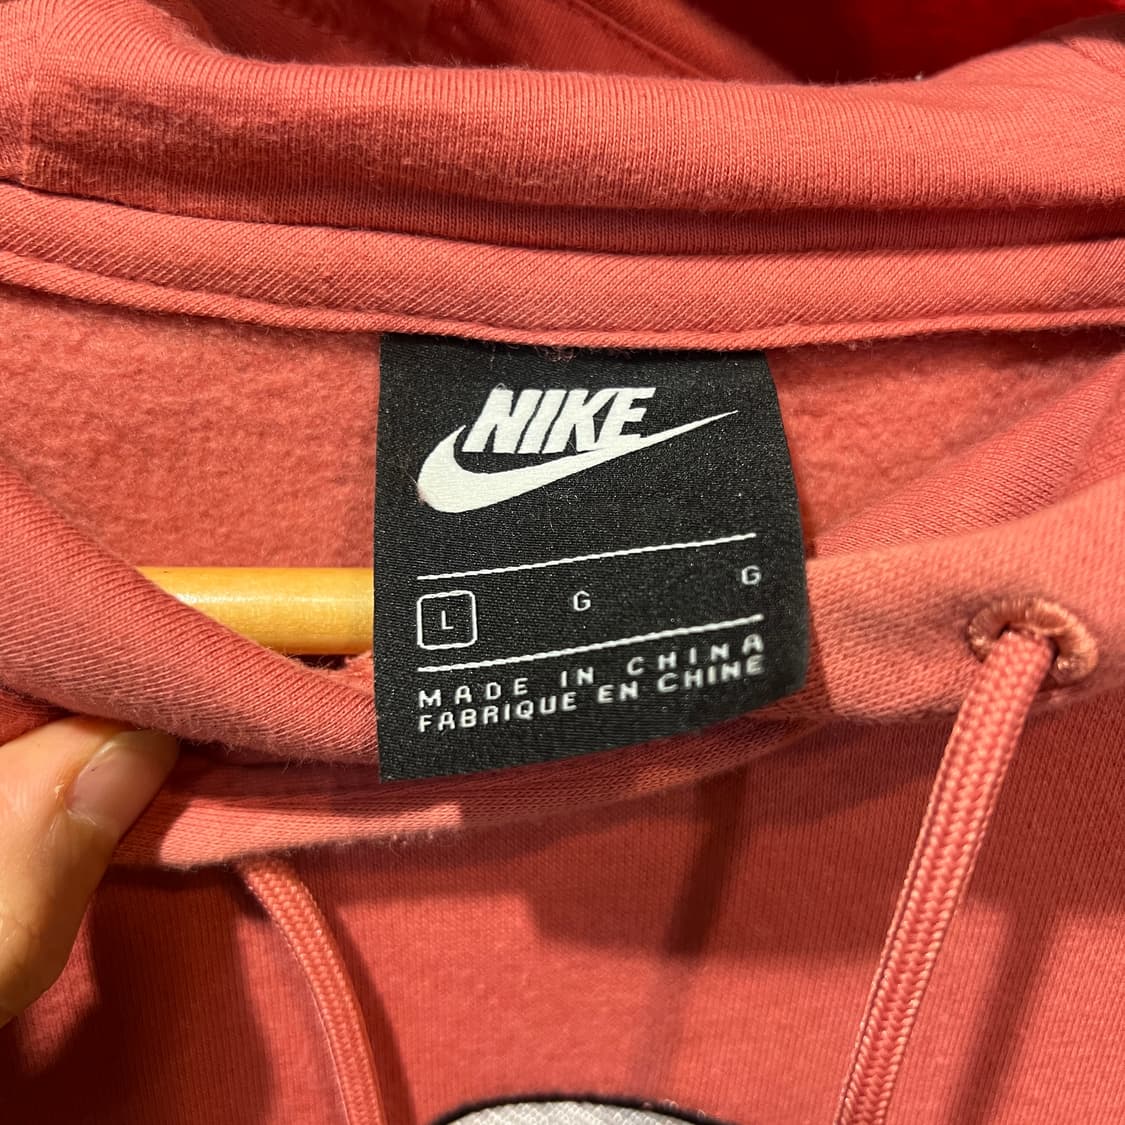 NIKE
L G G
MADE IN CHINA
FABRIQUE EN CHINE